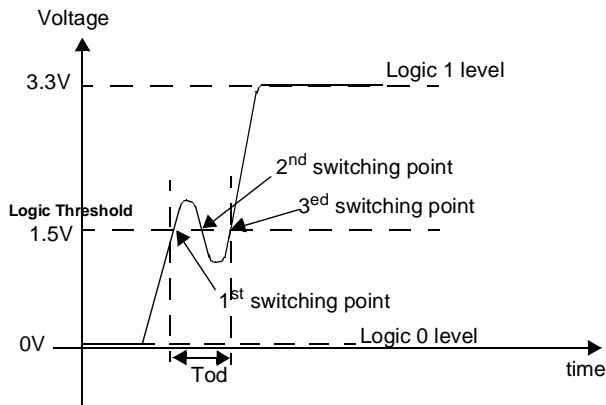 Voltage
3.3V
Logic 1 level
2nd switching point
Logic Threshold
3ed switching point
1.5V
1st switching point
0V
Logic 0 level
Tod
time